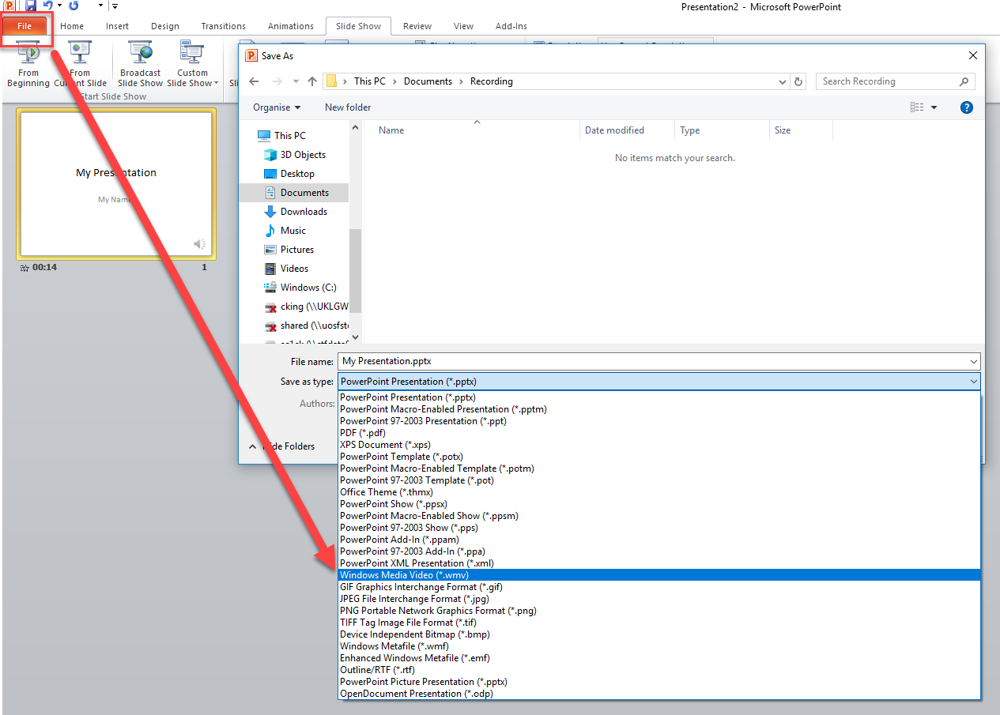 Presentation2 - Microsoft PowerPoint
File Home Insert Design Transitions Animations Slide Show Review View Add-Ins
From Beginning
From Current Slide
Broadcast Slide Show
Custom Slide Show
Start Slide Show
My Presentation
My Name
00:14 1
Save As
This PC > Documents > Recording
Search Recording
Organise New folder
Name Date modified Type Size
No items match your search.
This PC
3D Objects
Desktop
Documents
Downloads
Music
Pictures
Videos
Windows (C:)
cking (\\UKLGW
shared (\\uosfst
File name: My Presentation.pptx
Save as type: PowerPoint Presentation (*.pptx)
Authors:
Hide Folders
PowerPoint Presentation (*.pptx)
PowerPoint Macro-Enabled Presentation (*.pptm)
PowerPoint 97-2003 Presentation (*.ppt)
PDF (*.pdf)
XPS Document (*.xps)
PowerPoint Template (*.potx)
PowerPoint Macro-Enabled Template (*.potm)
PowerPoint 97-2003 Template (*.pot)
Office Theme (*.thmx)
PowerPoint Show (*.ppsx)
PowerPoint Macro-Enabled Show (*.ppsm)
PowerPoint 97-2003 Show (*.pps)
PowerPoint Add-In (*.ppam)
PowerPoint 97-2003 Add-In (*.ppa)
PowerPoint XML Presentation (*.xml)
Windows Media Video (*.wmv)
GIF Graphics Interchange Format (*.gif)
JPEG File Interchange Format (*.jpg)
PNG Portable Network Graphics Format (*.png)
TIFF Tag Image File Format (*.tif)
Device Independent Bitmap (*.bmp)
Windows Metafile (*.wmf)
Enhanced Windows Metafile (*.emf)
Outline/RTF (*.rtf)
PowerPoint Picture Presentation (*.pptx)
OpenDocument Presentation (*.odp)